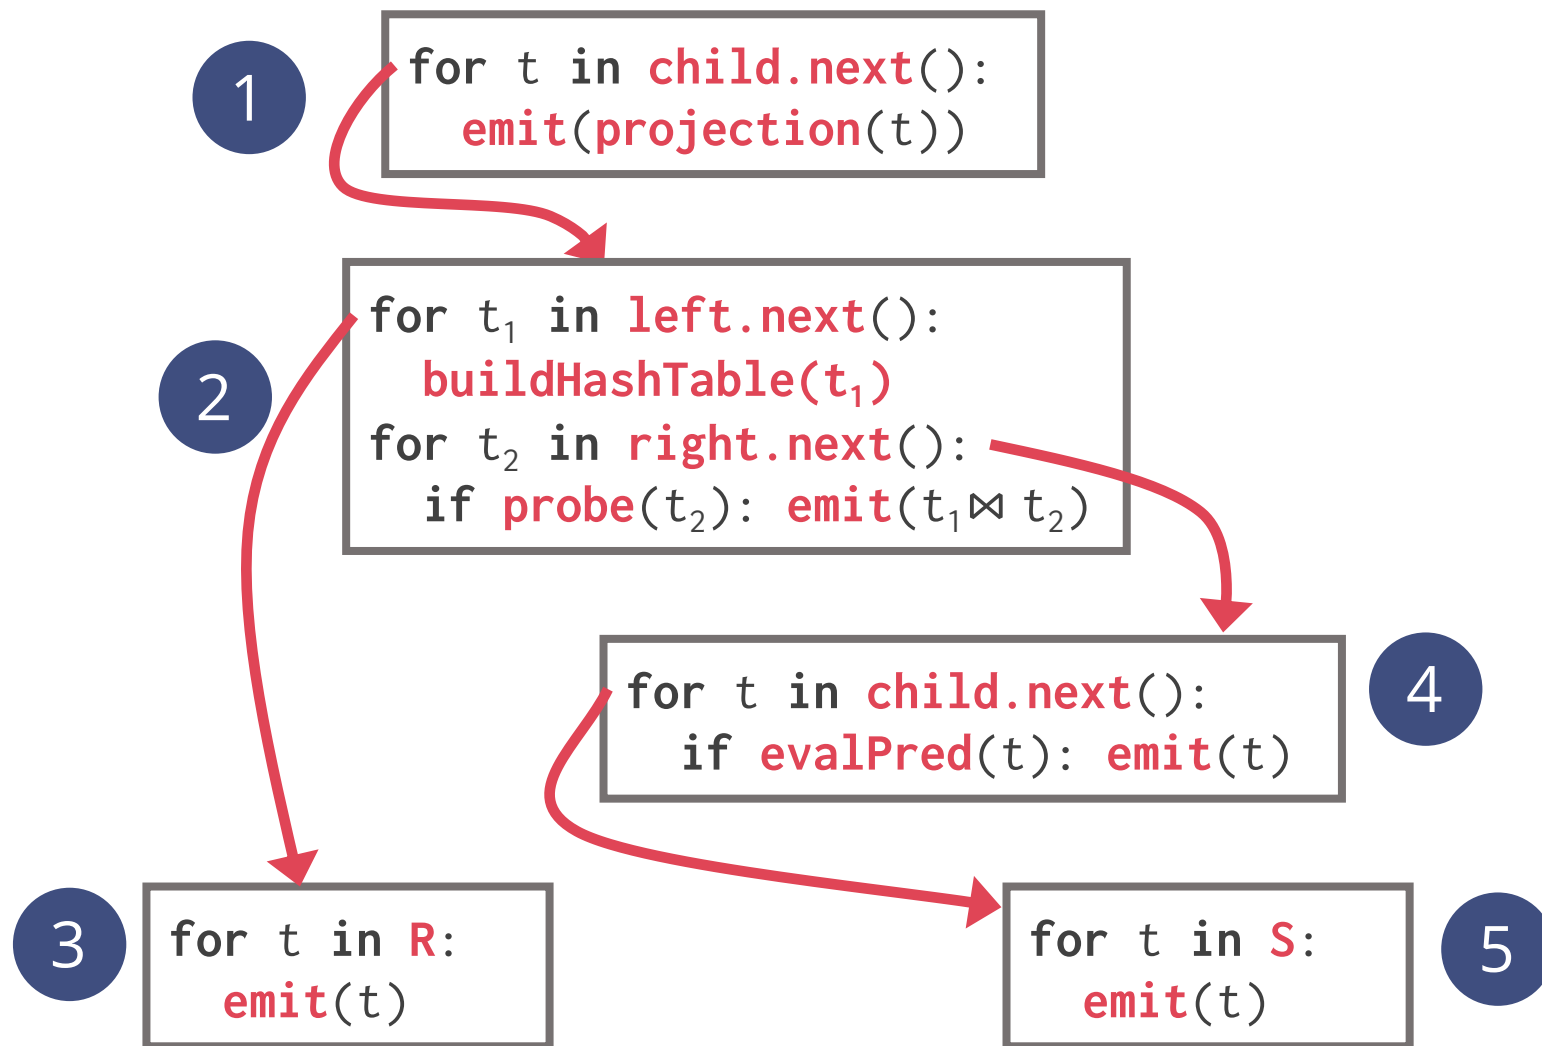 1
for t in child.next():
emit(projection(t))
2
for t₁ in left.next():
buildHashTable(t₁)
for t₂ in right.next():
if probe(t₂): emit(t₁⋈ t₂)
4
for t in child.next():
if evalPred(t): emit(t)
3
for t in R:
emit(t)
5
for t in S:
emit(t)